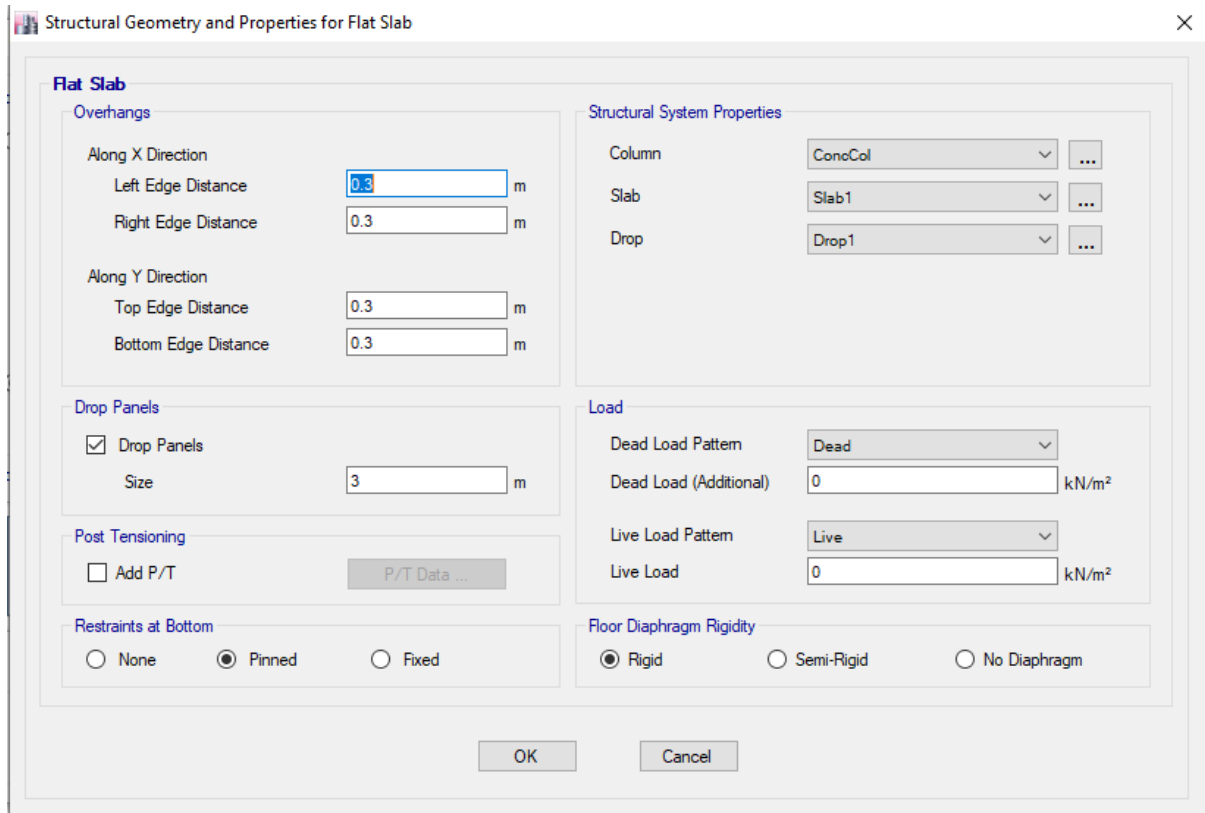 Structural Geometry and Properties for Flat Slab
Flat Slab
Overhangs
Along X Direction
Left Edge Distance 0.3 m
Right Edge Distance 0.3 m
Along Y Direction
Top Edge Distance 0.3 m
Bottom Edge Distance 0.3 m
Structural System Properties
Column ConcCol ...
Slab Slab1 ...
Drop Drop1 ...
Drop Panels
Drop Panels
Size 3 m
Load
Dead Load Pattern Dead
Dead Load (Additional) 0 kN/m²
Live Load Pattern Live
Live Load 0 kN/m²
Post Tensioning
Add P/T P/T Data ...
Restraints at Bottom
None Pinned Fixed
Floor Diaphragm Rigidity
Rigid Semi-Rigid No Diaphragm
OK Cancel